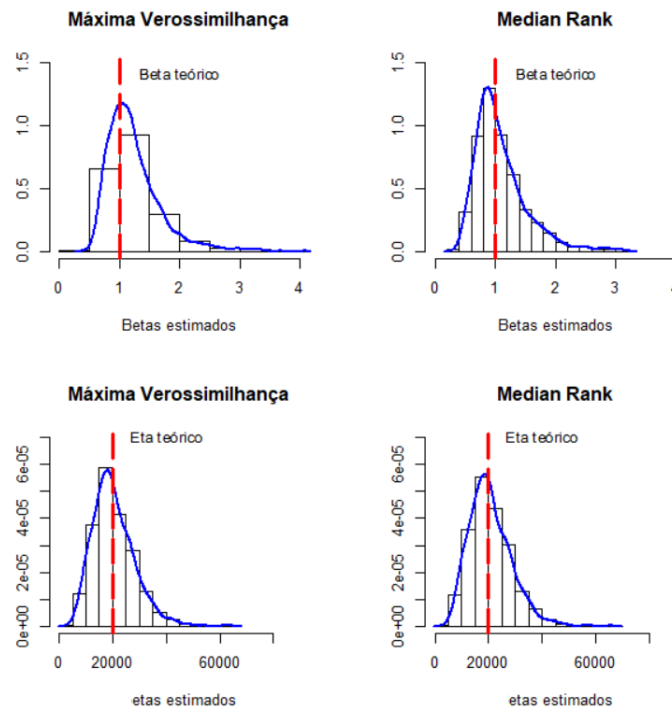 Máxima Verossimilhança
Beta teórico
0.0 0.5 1.0 1.5
0 1 2 3 4
Betas estimados
Median Rank
Beta teórico
0.0 0.5 1.0 1.5
0 1 2 3
Betas estimados
Máxima Verossimilhança
Eta teórico
0e+00 2e-05 4e-05 6e-05
0 20000 60000
etas estimados
Median Rank
Eta teórico
0e+00 2e-05 4e-05 6e-05
0 20000 60000
etas estimados